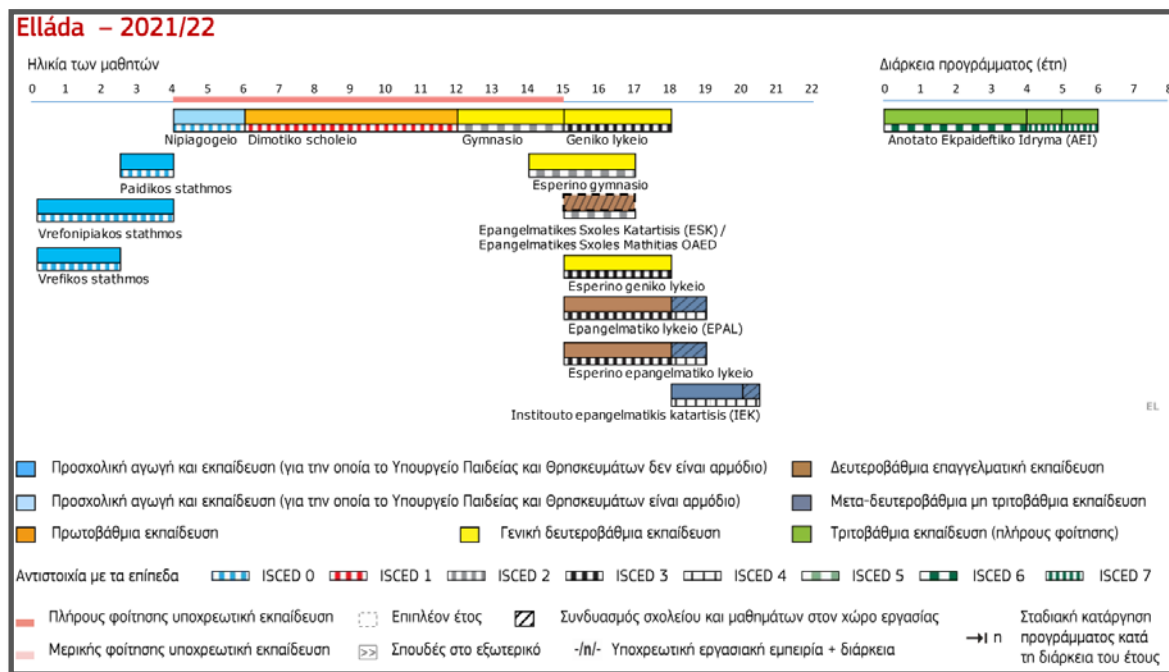 Elláda – 2021/22
Ηλικία των μαθητών
Διάρκεια προγράμματος (έτη)
0 1 2 3 4 5 6 7 8 9 10 11 12 13 14 15 16 17 18 19 20 21 22
0 1 2 3 4 5 6 7 8
Nipiagogeio Dimotiko scholeio Gymnasio Geniko lykeio
Anotato Ekpaideftiko Idryma (AEI)
Paidikos stathmos
Esperino gymnasio
Vrefonipiakos stathmos
Epangelmatikes Sxoles Katartisis (ESK) /
Epangelmatikes Sxoles Mathitias OAED
Vrefikos stathmos
Esperino geniko lykeio
Epangelmatiko lykeio (EPAL)
Esperino epangelmatiko lykeio
Institouto epangelmatikis katartisis (IEK)
EL
Προσχολική αγωγή και εκπαίδευση (για την οποία το Υπουργείο Παιδείας και Θρησκευμάτων δεν είναι αρμόδιο)
Δευτεροβάθμια επαγγελματική εκπαίδευση
Προσχολική αγωγή και εκπαίδευση (για την οποία το Υπουργείο Παιδείας και Θρησκευμάτων είναι αρμόδιο)
Μετα-δευτεροβάθμια μη τριτοβάθμια εκπαίδευση
Πρωτοβάθμια εκπαίδευση
Γενική δευτεροβάθμια εκπαίδευση
Τριτοβάθμια εκπαίδευση (πλήρους φοίτησης)
Αντιστοιχία με τα επίπεδα ISCED 0 ISCED 1 ISCED 2 ISCED 3 ISCED 4 ISCED 5 ISCED 6 ISCED 7
Πλήρους φοίτησης υποχρεωτική εκπαίδευση
Επιπλέον έτος
Συνδυασμός σχολείου και μαθημάτων στον χώρο εργασίας
Μερικής φοίτησης υποχρεωτική εκπαίδευση
>> Σπουδές στο εξωτερικό
-/n/- Υποχρεωτική εργασιακή εμπειρία + διάρκεια
n Σταδιακή κατάργηση
προγράμματος κατά
τη διάρκεια του έτους